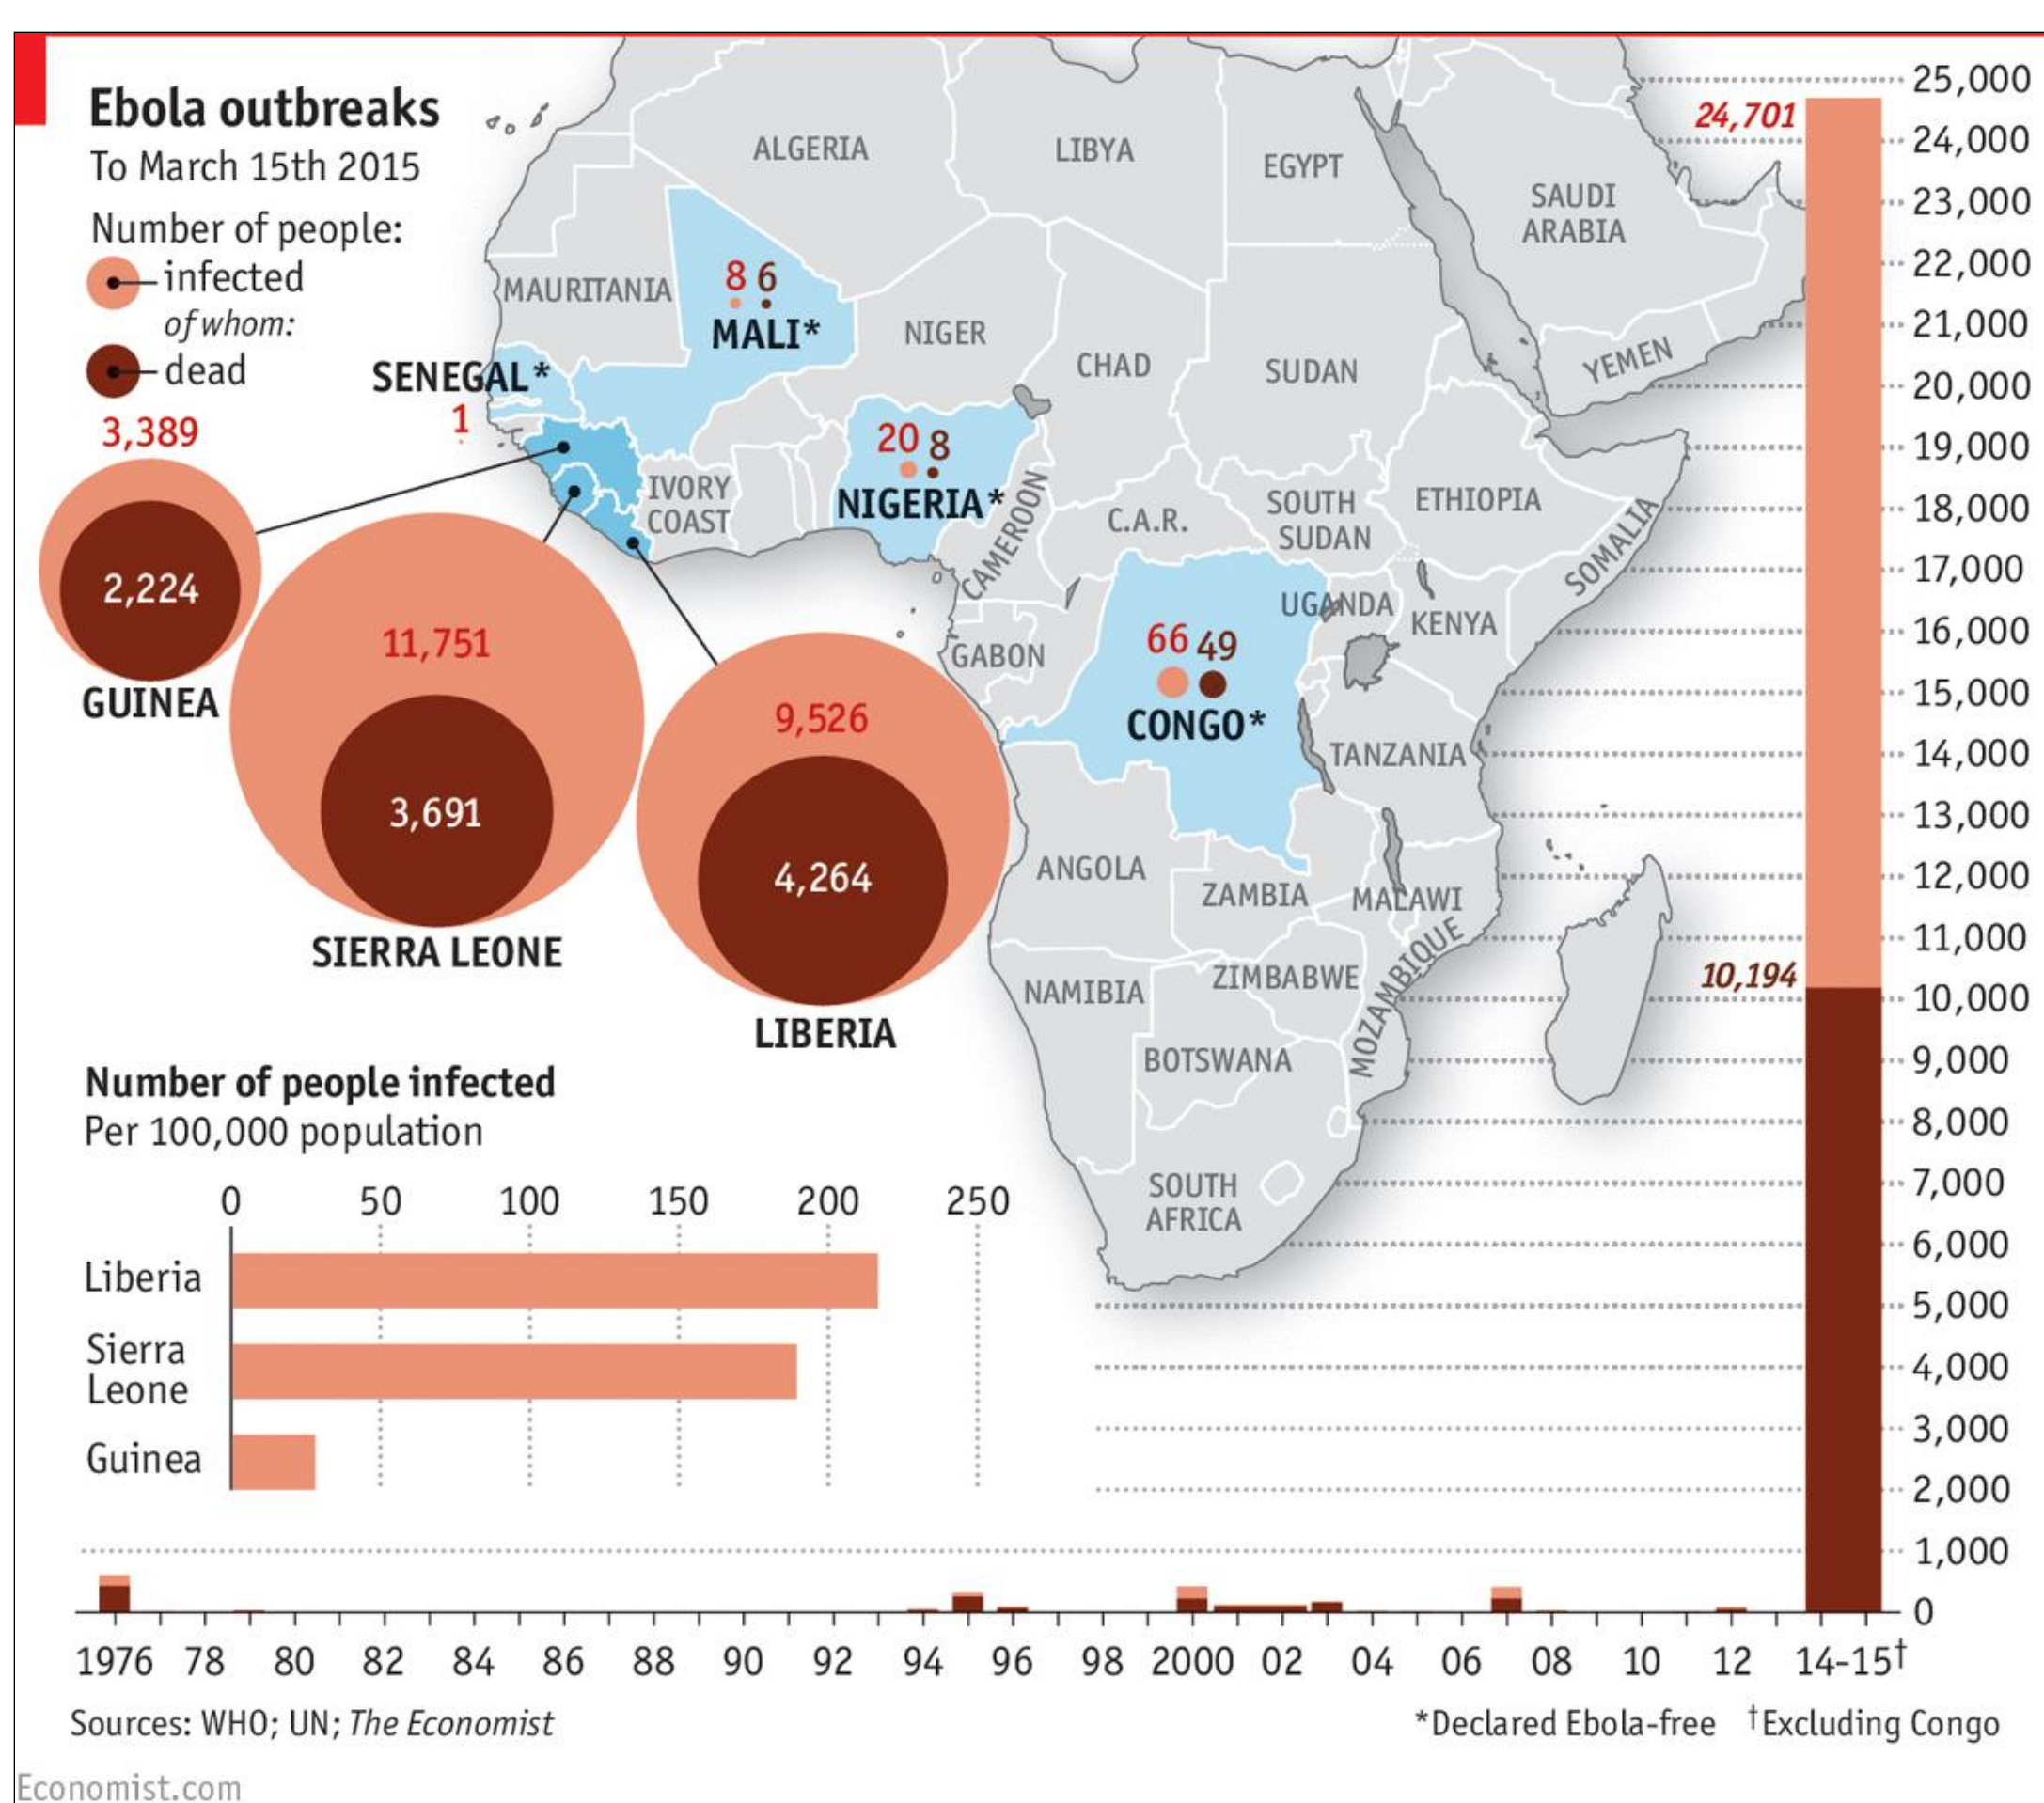 Ebola outbreaks
To March 15th 2015
Number of people:
infected
of whom:
dead
3,389
2,224
GUINEA
11,751
3,691
SIERRA LEONE
9,526
4,264
LIBERIA
SENEGAL*
1
8 6
MALI*
20 8
NIGERIA*
66 49
CONGO*
ALGERIA
LIBYA
EGYPT
SAUDI
ARABIA
MAURITANIA
NIGER
CHAD
SUDAN
YEMEN
IVORY
COAST
CAMEROON
C.A.R.
SOUTH
SUDAN
ETHIOPIA
SOMALIA
UGANDA
KENYA
GABON
TANZANIA
ANGOLA
ZAMBIA
MALAWI
MOZAMBIQUE
ZIMBABWE
NAMIBIA
BOTSWANA
SOUTH
AFRICA
24,701
10,194
25,000
24,000
23,000
22,000
21,000
20,000
19,000
18,000
17,000
16,000
15,000
14,000
13,000
12,000
11,000
10,000
9,000
8,000
7,000
6,000
5,000
4,000
3,000
2,000
1,000
0
Number of people infected
Per 100,000 population
0 50 100 150 200 250
Liberia
Sierra
Leone
Guinea
1976 78 80 82 84 86 88 90 92 94 96 98 2000 02 04 06 08 10 12 14-15†
Sources: WHO; UN; The Economist
*Declared Ebola-free †Excluding Congo
Economist.com